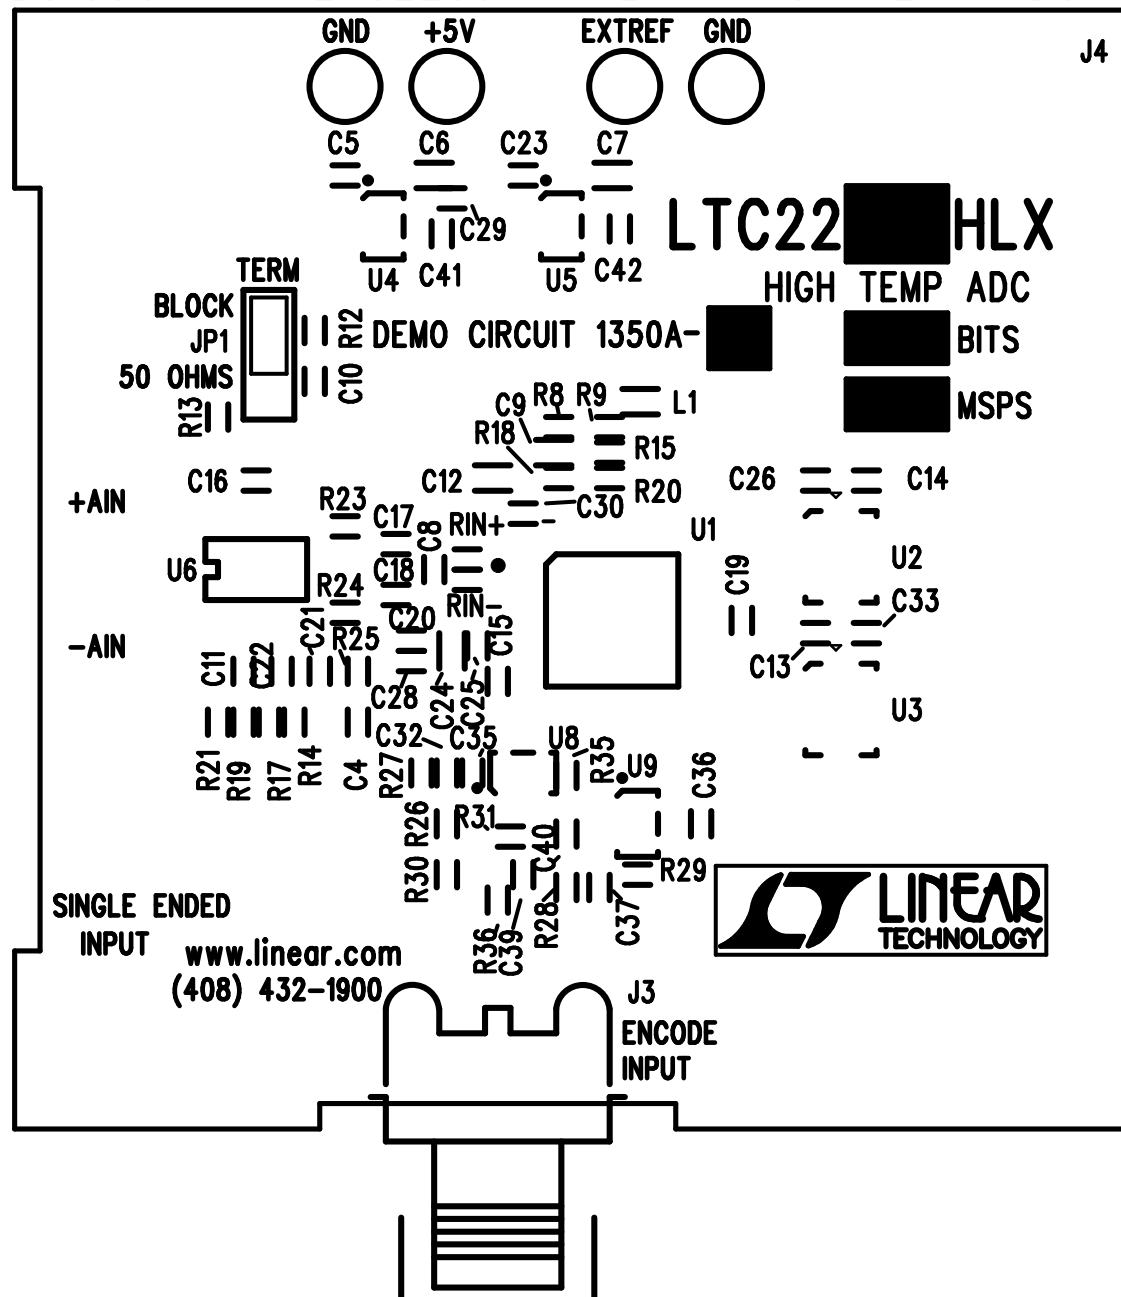 GND +5V EXTREF GND
J4
C5 C6 C23 C7
LTC22 HLX
C29
U4 C41 U5 C42
HIGH TEMP ADC
TERM
BLOCK
JP1
50 OHMS
R12
C10
R13
DEMO CIRCUIT 1350A-
BITS
MSPS
R8 R9 L1
C9
R18
R15
C12 R20
C30
C16
C26 C14
+AIN
R23 C17 C8 RIN+
U1
U6 C18
C19 U2
R24
RIN-
C20
C33
-AIN
C11 C22 C21 R25
C15
C13
C28 C24 C25
U3
R21 R19 R17 R14 C4
C32 C35 U8
R27
R35 U9 C36
R26 R31
C40
R30
R29
R28 C37
R36 C39
SINGLE ENDED
INPUT
www.linear.com
(408) 432-1900
LINEAR
TECHNOLOGY
J3
ENCODE
INPUT